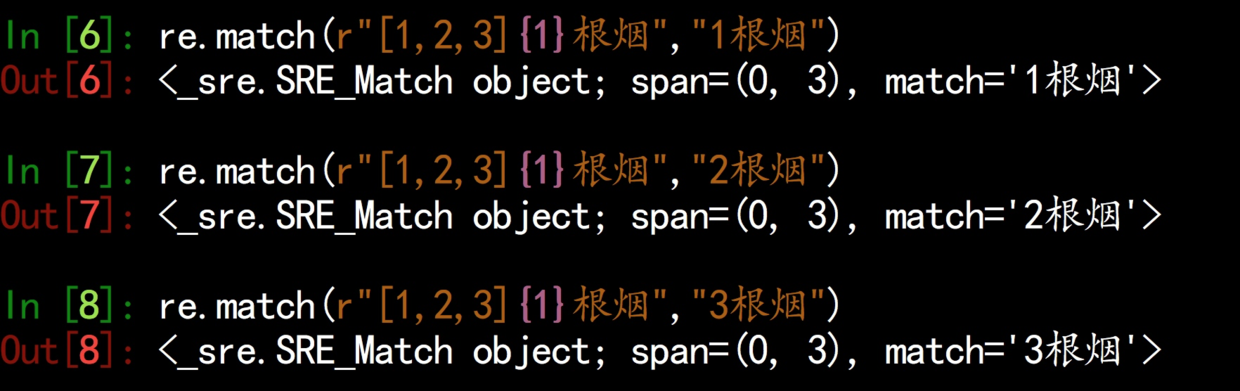 In [6]: re.match(r"[1,2,3]{1}根烟","1根烟")
Out[6]: <_sre.SRE_Match object; span=(0, 3), match='1根烟'>
In [7]: re.match(r"[1,2,3]{1}根烟","2根烟")
Out[7]: <_sre.SRE_Match object; span=(0, 3), match='2根烟'>
In [8]: re.match(r"[1,2,3]{1}根烟","3根烟")
Out[8]: <_sre.SRE_Match object; span=(0, 3), match='3根烟'>